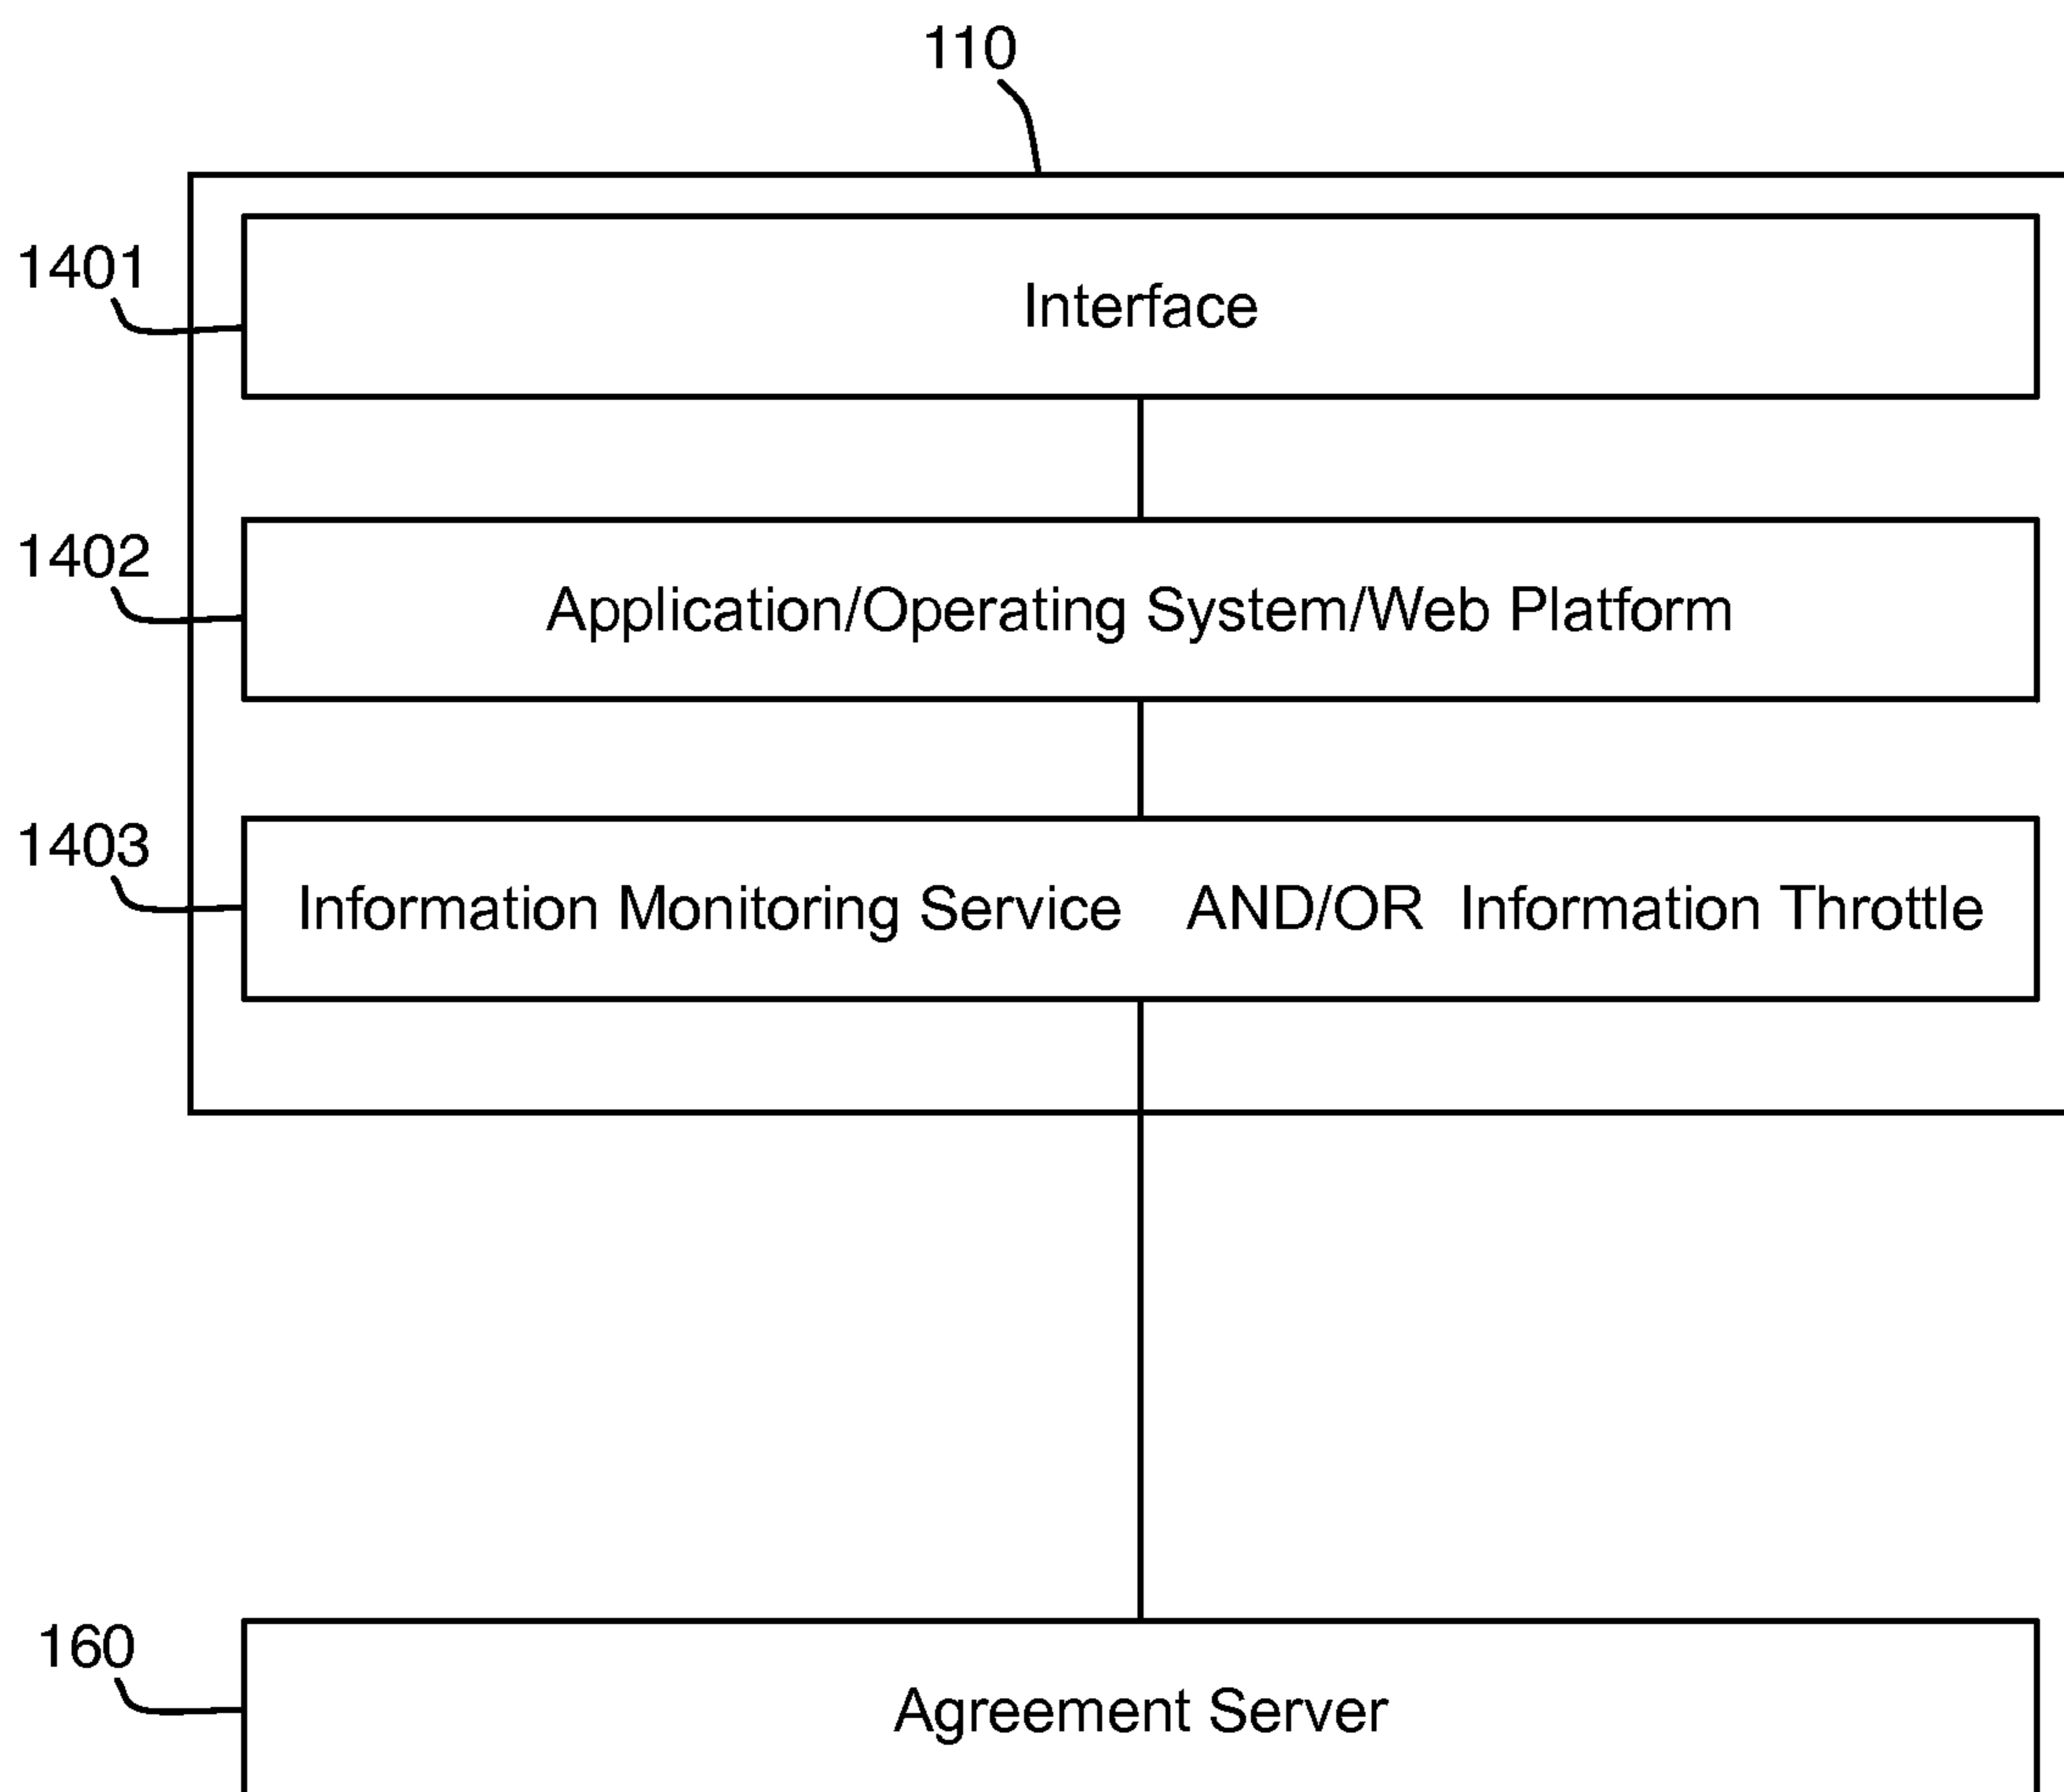 110
1401
Interface
1402
Application/Operating System/Web Platform
1403
Information Monitoring Service AND/OR Information Throttle
160
Agreement Server